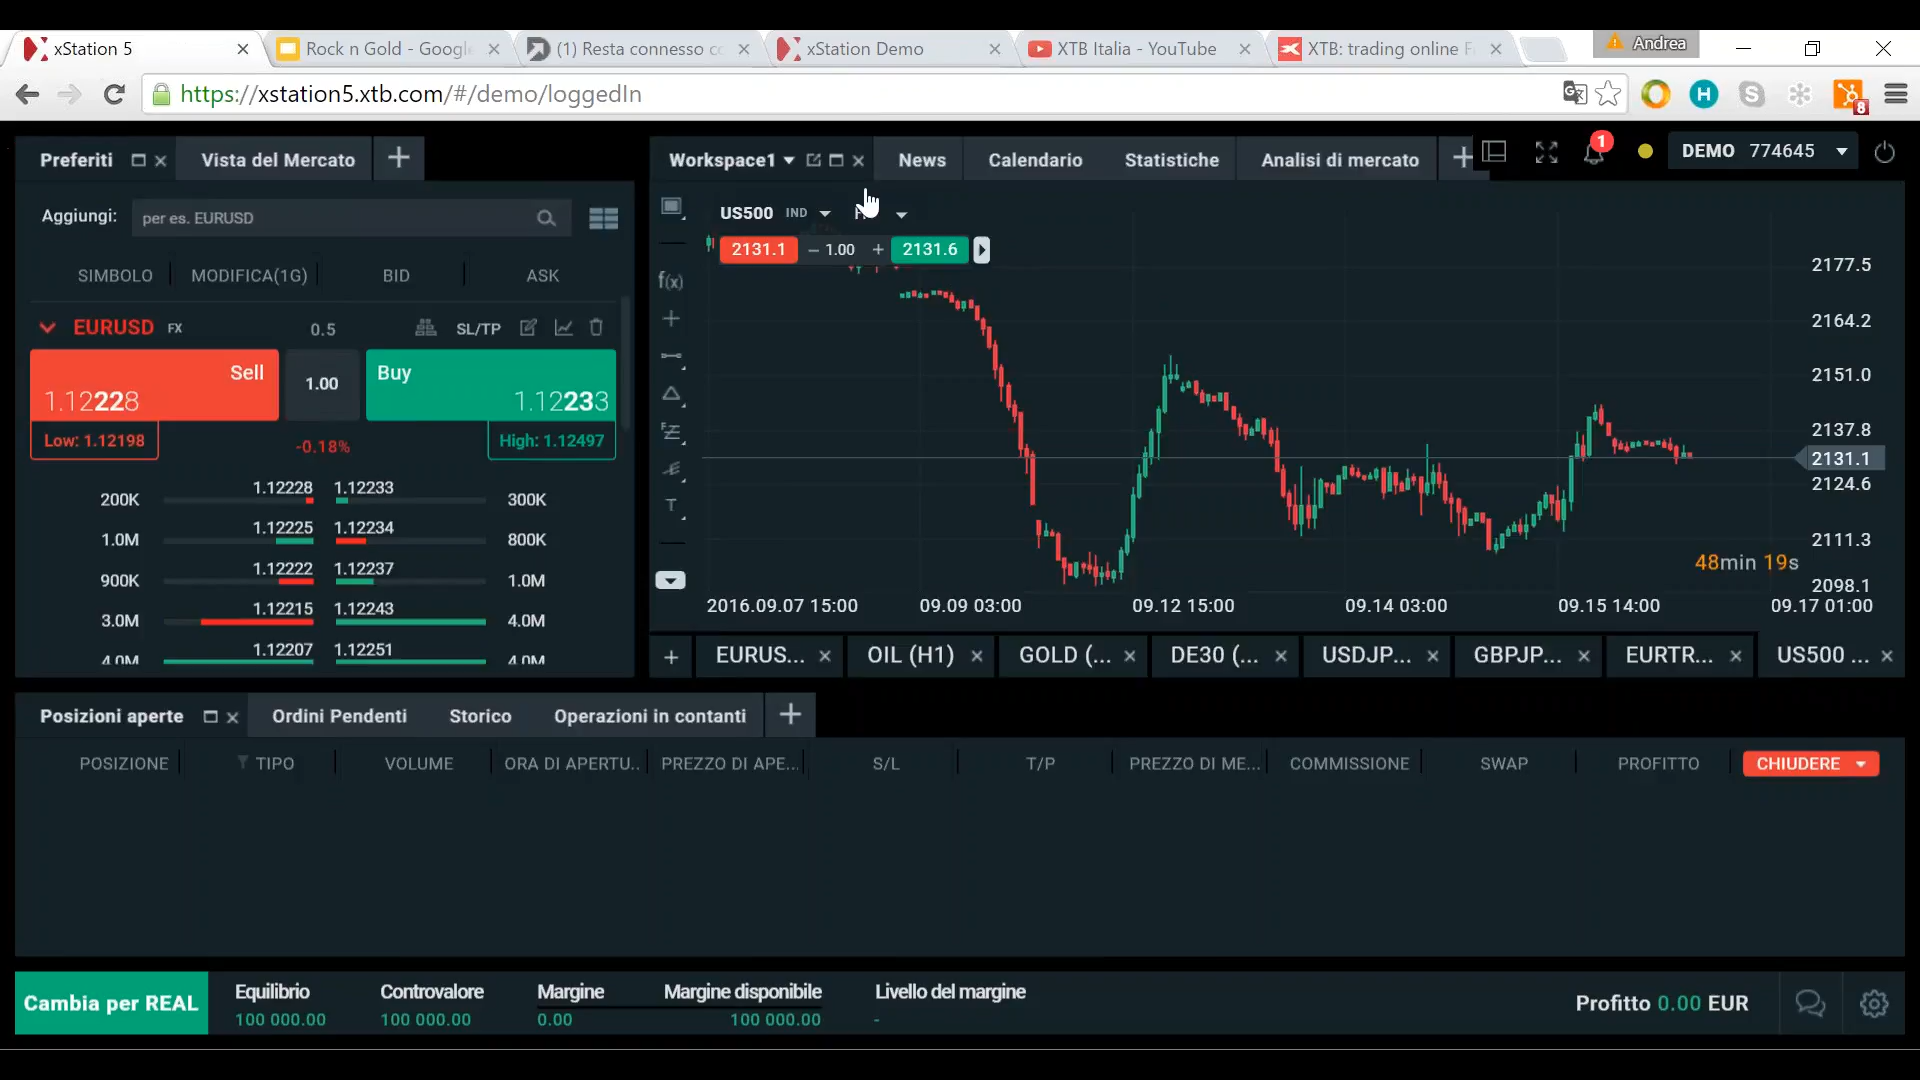 xStation 5
Rock n Gold - Google
(1) Resta connesso co
xStation Demo
XTB Italia - YouTube
XTB: trading online F
Andrea
https://xstation5.xtb.com/#/demo/loggedIn
H
S
8
Preferiti
Vista del Mercato
Workspace1
News
Calendario
Statistiche
Analisi di mercato
1
DEMO 774645
Aggiungi: per es. EURUSD
SIMBOLO MODIFICA(1G) BID ASK
EURUSD FX 0.5 SL/TP
Sell 1.12228
1.00
Buy 1.12233
Low: 1.12198
-0.18%
High: 1.12497
200K 1.12228 1.12233 300K
1.0M 1.12225 1.12234 800K
900K 1.12222 1.12237 1.0M
3.0M 1.12215 1.12243 4.0M
4.0M 1.12207 1.12251 4.0M
US500 IND
2131.1 – 1.00 + 2131.6
f(x)
T
2177.5
2164.2
2151.0
2137.8
2131.1
2124.6
2111.3
2098.1
48min 19s
2016.09.07 15:00 09.09 03:00 09.12 15:00 09.14 03:00 09.15 14:00 09.17 01:00
EURUS... OIL (H1) GOLD (... DE30 (... USDJP... GBPJP... EURTR... US500 ...
Posizioni aperte
Ordini Pendenti
Storico
Operazioni in contanti
POSIZIONE TIPO VOLUME ORA DI APERTU.. PREZZO DI APE... S/L T/P PREZZO DI ME... COMMISSIONE SWAP PROFITTO CHIUDERE
Cambia per REAL
Equilibrio
100 000.00
Controvalore
100 000.00
Margine
0.00
Margine disponibile
100 000.00
Livello del margine
-
Profitto 0.00 EUR